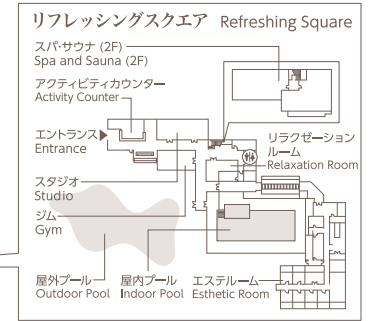 リフレッシングスクエア Refreshing Square
スパ・サウナ (2F)
Spa and Sauna (2F)
アクティビティカウンター
Activity Counter
エントランス
Entrance
リラクゼーション
ルーム
Relaxation Room
スタジオ
Studio
ジム
Gym
屋外プール
Outdoor Pool
屋内プール
Indoor Pool
エステルーム
Esthetic Room